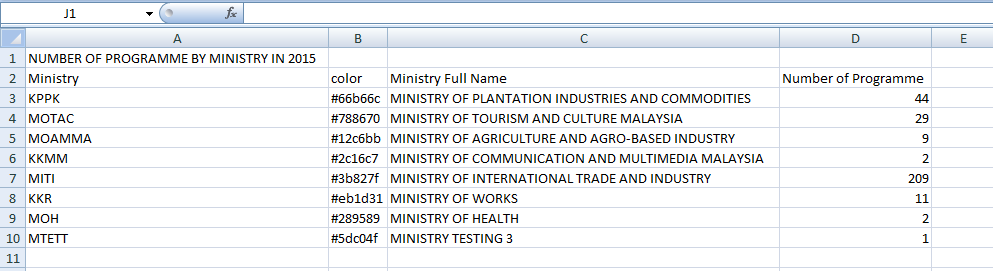 J1 fx
A B C D E
1 NUMBER OF PROGRAMME BY MINISTRY IN 2015
2 Ministry color Ministry Full Name Number of Programme
3 KPPK #66b66c MINISTRY OF PLANTATION INDUSTRIES AND COMMODITIES 44
4 MOTAC #788670 MINISTRY OF TOURISM AND CULTURE MALAYSIA 29
5 MOAMMA #12c6bb MINISTRY OF AGRICULTURE AND AGRO-BASED INDUSTRY 9
6 KKMM #2c16c7 MINISTRY OF COMMUNICATION AND MULTIMEDIA MALAYSIA 2
7 MITI #3b827f MINISTRY OF INTERNATIONAL TRADE AND INDUSTRY 209
8 KKR #eb1d31 MINISTRY OF WORKS 11
9 MOH #289589 MINISTRY OF HEALTH 2
10 MTETT #5dc04f MINISTRY TESTING 3 1
11